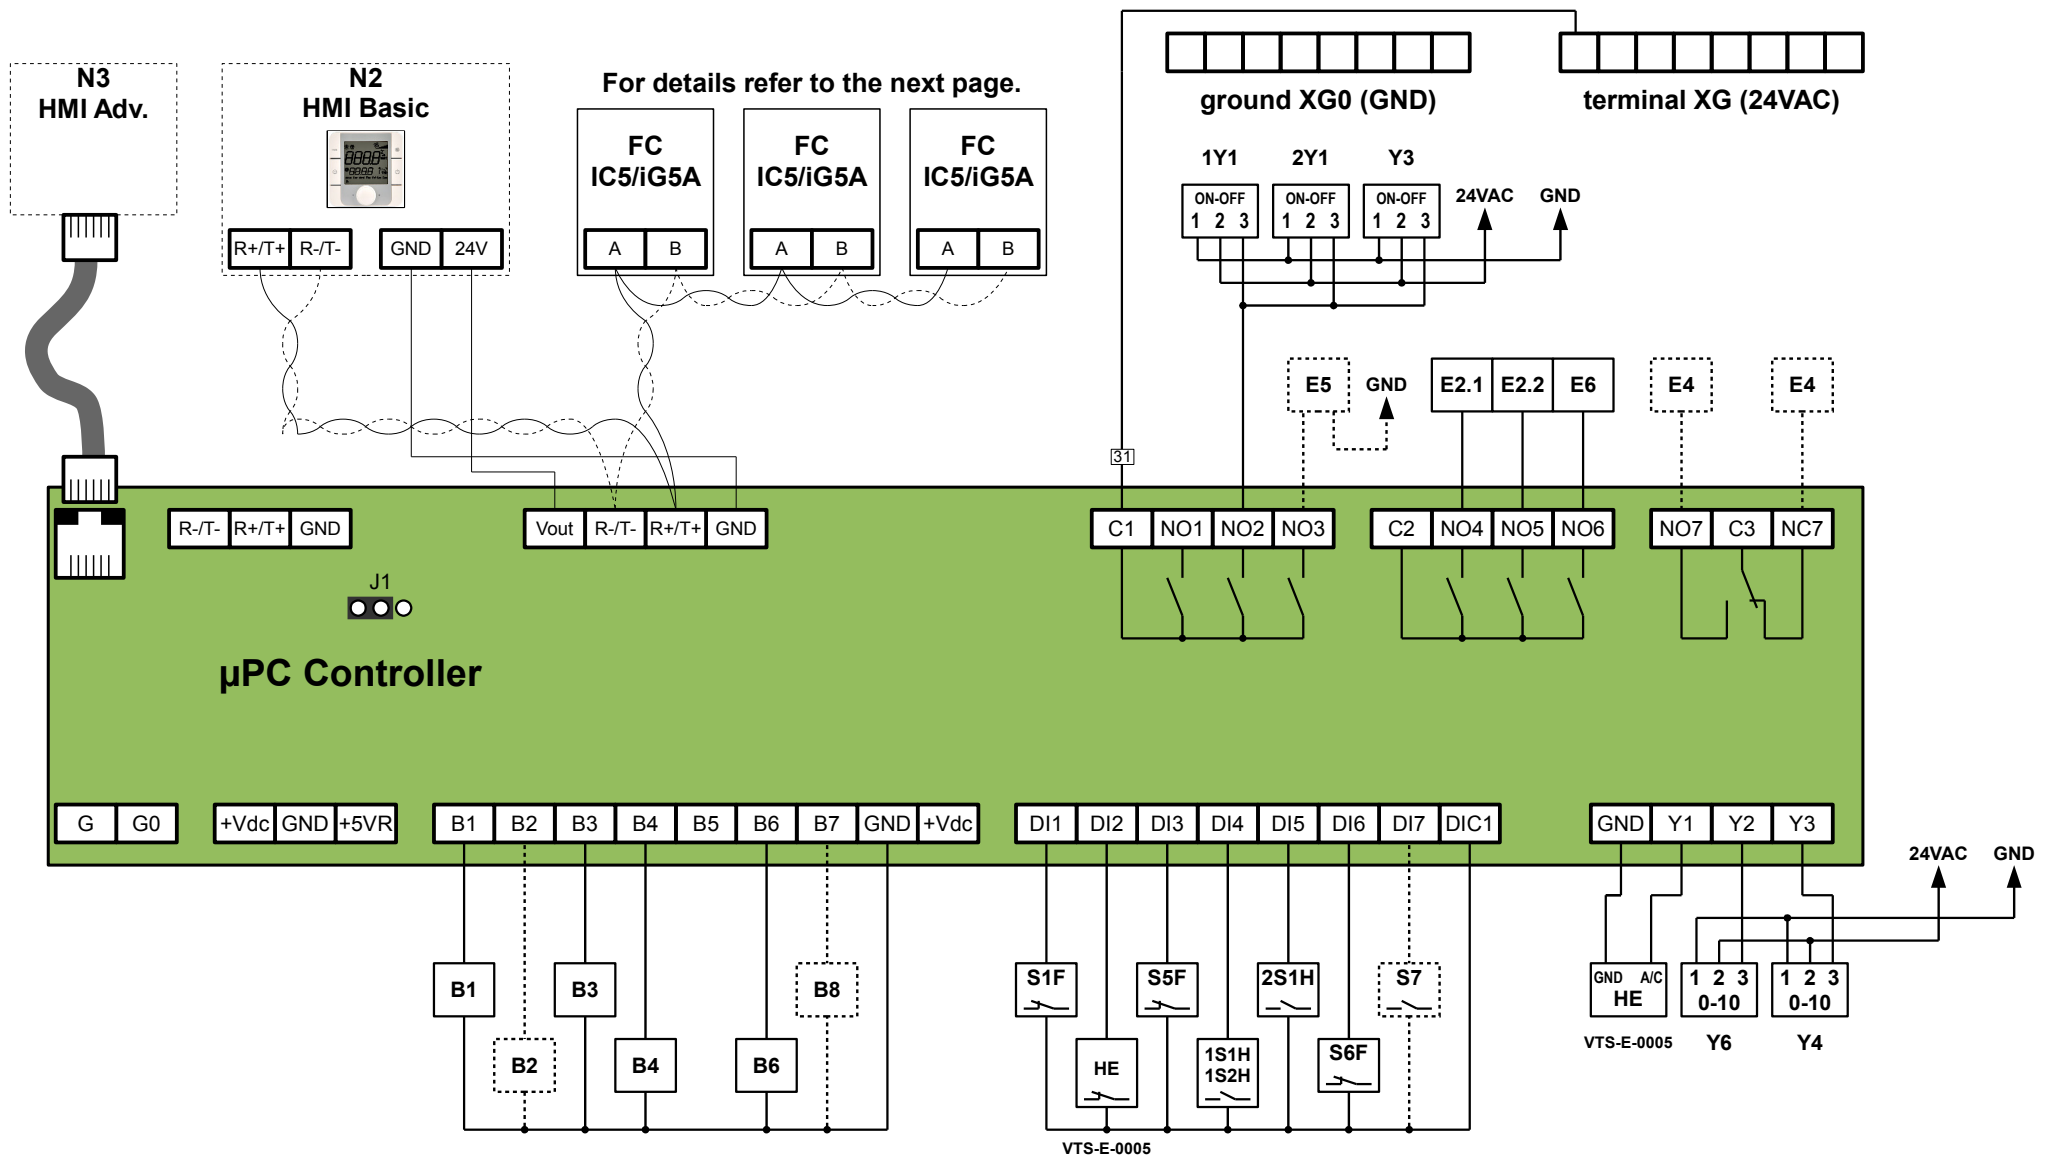 N3
HMI Adv.
N2
HMI Basic
R+/T+ R-/T- GND 24V
For details refer to the next page.
FC
IC5/iG5A
A B
FC
IC5/iG5A
A B
FC
IC5/iG5A
A B
ground XG0 (GND)
terminal XG (24VAC)
1Y1 2Y1 Y3
ON-OFF
1 2 3
ON-OFF
1 2 3
ON-OFF
1 2 3
24VAC GND
E5 GND E2.1 E2.2 E6 E4 E4
31
R-/T- R+/T+ GND
Vout R-/T- R+/T+ GND
C1 NO1 NO2 NO3
C2 NO4 NO5 NO6
NO7 C3 NC7
J1
µPC Controller
G G0
+Vdc GND +5VR
B1 B2 B3 B4 B5 B6 B7 GND +Vdc
DI1 DI2 DI3 DI4 DI5 DI6 DI7 DIC1
GND Y1 Y2 Y3
24VAC GND
B1 B3 B8
B2 B4 B6
S1F S5F 2S1H S7
HE
1S1H
1S2H
S6F
VTS-E-0005
GND A/C
HE
VTS-E-0005
1 2 3
0-10
Y6
1 2 3
0-10
Y4